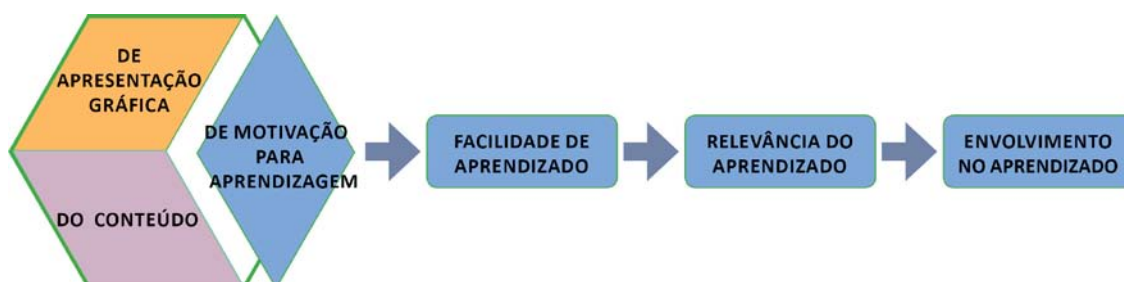 DE
APRESENTAÇÃO
GRÁFICA
DO CONTEÚDO
DE MOTIVAÇÃO
PARA
APRENDIZAGEM
FACILIDADE DE
APRENDIZADO
RELEVÂNCIA DO
APRENDIZADO
ENVOLVIMENTO
NO APRENDIZADO